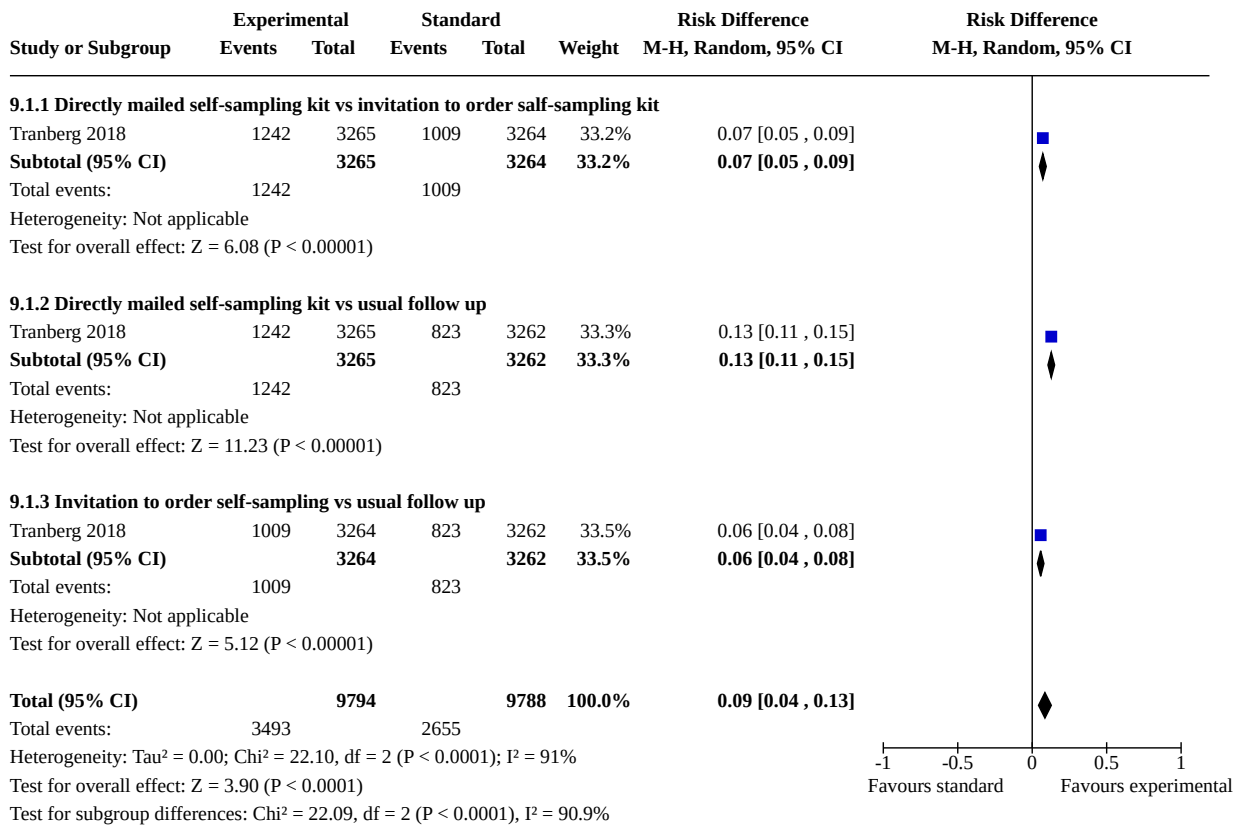 Experimental Standard Risk Difference Risk Difference
Study or Subgroup Events Total Events Total Weight M-H, Random, 95% CI M-H, Random, 95% CI
9.1.1 Directly mailed self-sampling kit vs invitation to order salf-sampling kit
Tranberg 2018 1242 3265 1009 3264 33.2% 0.07 [0.05 , 0.09]
Subtotal (95% CI) 3265 3264 33.2% 0.07 [0.05 , 0.09]
Total events: 1242 1009
Heterogeneity: Not applicable
Test for overall effect: Z = 6.08 (P < 0.00001)
9.1.2 Directly mailed self-sampling kit vs usual follow up
Tranberg 2018 1242 3265 823 3262 33.3% 0.13 [0.11 , 0.15]
Subtotal (95% CI) 3265 3262 33.3% 0.13 [0.11 , 0.15]
Total events: 1242 823
Heterogeneity: Not applicable
Test for overall effect: Z = 11.23 (P < 0.00001)
9.1.3 Invitation to order self-sampling vs usual follow up
Tranberg 2018 1009 3264 823 3262 33.5% 0.06 [0.04 , 0.08]
Subtotal (95% CI) 3264 3262 33.5% 0.06 [0.04 , 0.08]
Total events: 1009 823
Heterogeneity: Not applicable
Test for overall effect: Z = 5.12 (P < 0.00001)
Total (95% CI) 9794 9788 100.0% 0.09 [0.04 , 0.13]
Total events: 3493 2655
Heterogeneity: Tau² = 0.00; Chi² = 22.10, df = 2 (P < 0.0001); I² = 91%
Test for overall effect: Z = 3.90 (P < 0.0001)
Test for subgroup differences: Chi² = 22.09, df = 2 (P < 0.0001), I² = 90.9%
-1 -0.5 0 0.5 1
Favours standard Favours experimental